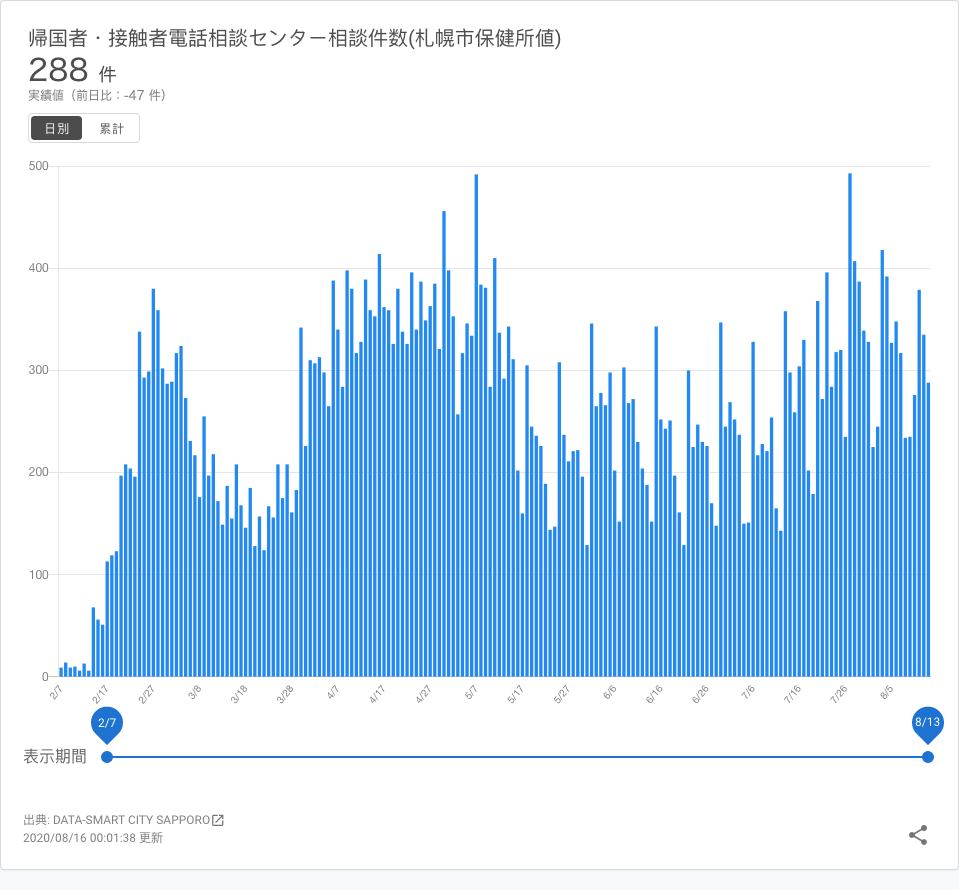 帰国者・接触者電話相談センター相談件数(札幌市保健所値)
288 件
実績値（前日比：-47 件）
日別 累計
500
400
300
200
100
0
2/7 2/17 2/27 3/8 3/18 3/28 4/7 4/17 4/27 5/7 5/17 5/27 6/6 6/16 6/26 7/6 7/16 7/26 8/5
2/7 8/13
表示期間
出典: DATA-SMART CITY SAPPORO
2020/08/16 00:01:38 更新